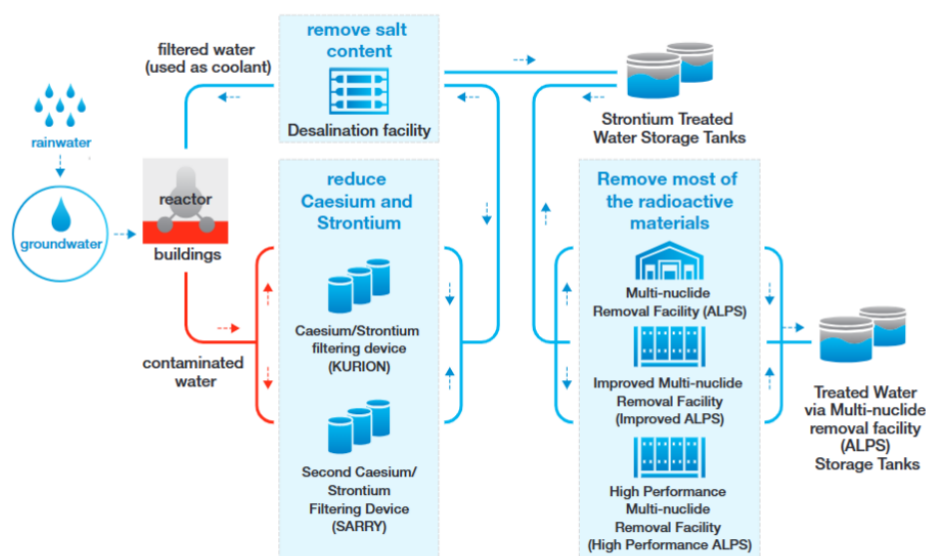 remove salt
content
Desalination facility
filtered water
(used as coolant)
rainwater
groundwater
reactor
buildings
contaminated
water
reduce
Caesium and
Strontium
Caesium/Strontium
filtering device
(KURION)
Second Caesium/
Strontium
Filtering Device
(SARRY)
Strontium Treated
Water Storage Tanks
Remove most of
the radioactive
materials
Multi-nuclide
Removal Facility (ALPS)
Improved Multi-nuclide
Removal Facility
(Improved ALPS)
High Performance
Multi-nuclide
Removal Facility
(High Performance ALPS)
Treated Water
via Multi-nuclide
removal facility
(ALPS)
Storage Tanks